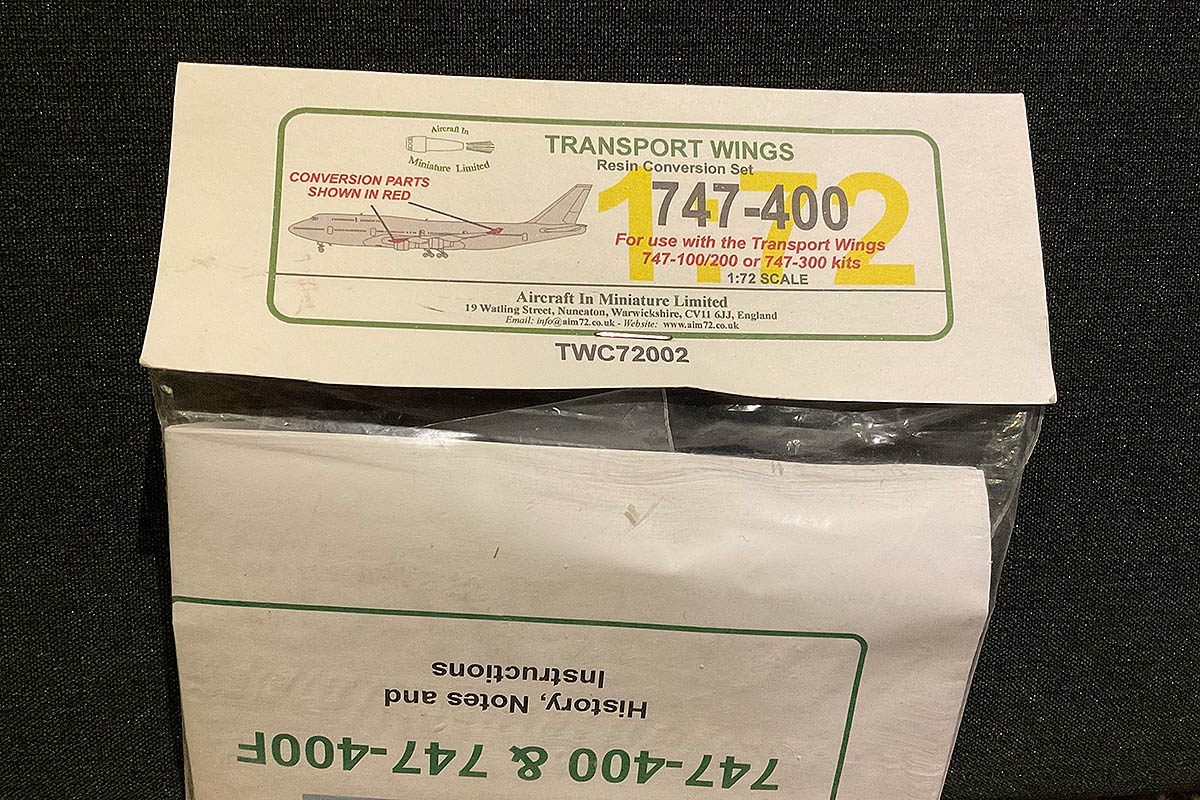 Aircraft In
Miniature Limited
TRANSPORT WINGS
Resin Conversion Set
1:72
747-400
For use with the Transport Wings
747-100/200 or 747-300 kits
1:72 SCALE
CONVERSION PARTS
SHOWN IN RED
Aircraft In Miniature Limited
19 Watling Street, Nuneaton, Warwickshire, CV11 6JJ, England
Email: info@aim72.co.uk - Website: www.aim72.co.uk
TWC72002
747-400 & 747-400F
History, Notes and
Instructions